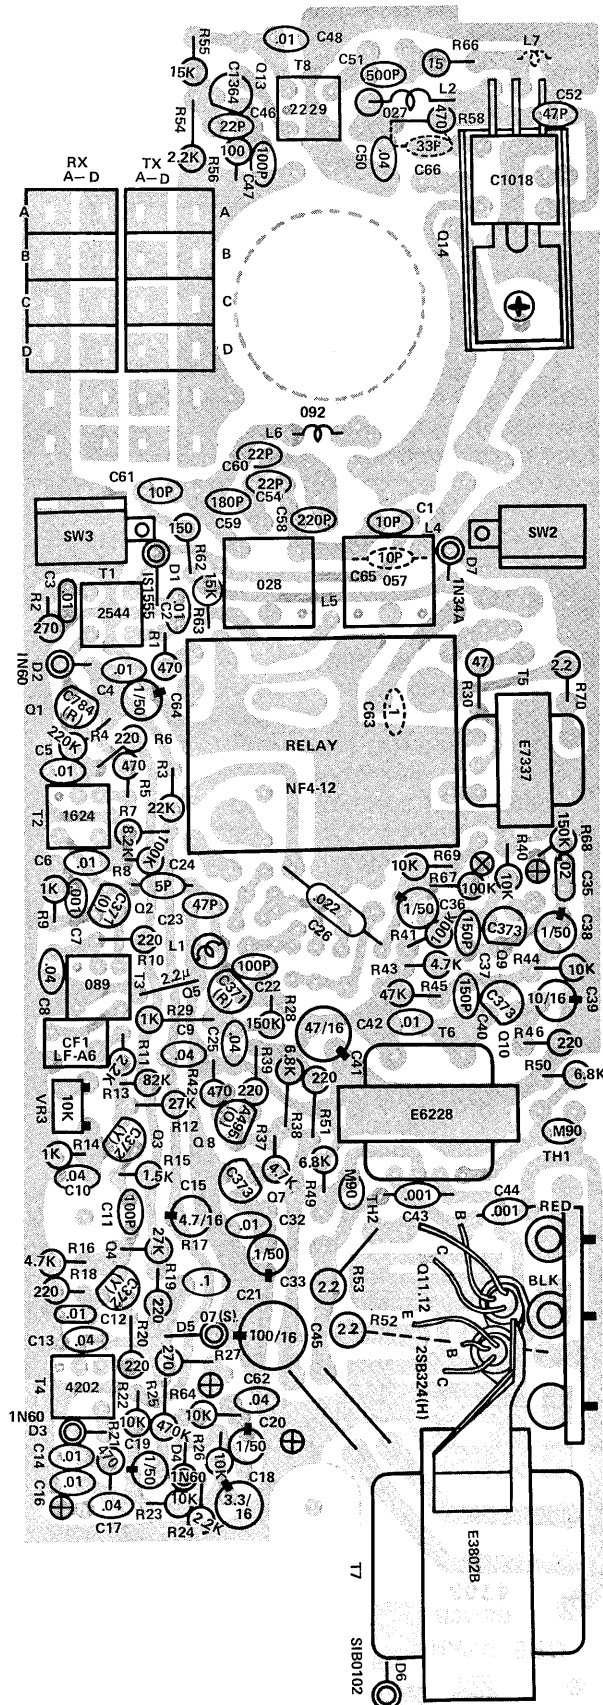 R55
.01
C48
R66
L7
15K
C1364
Q13
T8
C51
500P
15
2229
C46
22P
027
L2
470
R58
C52
47P
R54
2.2K
100
R56
C47
100P
C50
.04
33P
C66
C1018
Q14
RX
A-D
TX
A-D
A
A
B
B
C
C
D
D
092
L6
22P
C60
22P
C54
C61
10P
180P
C59
C58
220P
10P
C1
L4
SW3
SW2
150
R62
15K
R63
028
L5
10P
C65
057
D7
1N34A
T1
2544
1S1555
D1
.01
C2
C3
.01
R2
270
R1
470
1N60
D2
.01
C4
1/50
C64
Q1
C784
(R)
C63
.1
RELAY
NF4-12
47
R30
T5
2.2
R70
E7337
220K
R4
220
R6
C5
.01
470
R5
R3
22K
T2
1624
R7
8.2K
R8
100K
C24
C6
.01
5P
C23
47P
1K
R9
.001
C7
C371
(O)
Q2
.022
C26
10K
R69
R67
100K
10K
R40
150K
R68
.02
C35
1/50
C36
R41
100K
150P
C37
C373
Q9
1/50
C38
R44
10K
220
R10
L1
2.2μ
T3
089
.04
C8
Q5
C371
(R)
100P
C22
R28
150K
R43
4.7K
R45
47K
150P
C40
C373
Q10
10/16
C39
R46
220
CF1
LF-A6
1K
R29
C9
.04
C25
.04
R39
6.8K
47/16
C41
C42
.01
T6
E6228
R50
6.8K
M90
TH1
VR3
10K
2.2K
R11
R13
82K
R42
27K
R12
470
220
A495
(O)
Q8
R37
R38
220
R51
R14
1K
C372
(Y)
Q3
R15
1.5K
C373
Q7
4.7K
6.8K
R49
M90
TH2
.04
C10
C11
100P
C15
4.7/16
R17
27K
.01
C32
1/50
C33
.001
C43
C44
.001
RED
BLK
B
C
E
B
C
Q11.12
2SB324(H)
4.7K
R16
Q4
R18
220
C372
(Y)
R19
220
.1
C21
2.2
R53
.01
C12
C13
.04
R20
220
D5
07(S)
270
R27
100/16
C45
2.2
R52
T4
4202
R22
R25
R64
10K
470K
10K
C62
.04
1N60
D3
R21
470
C19
1/50
D4
1N60
R26
10K
C20
1/50
C14
.01
C16
.01
.04
C17
R23
10K
R24
2.2K
C18
3.3/
16
E3802B
T7
SIB0102
D6